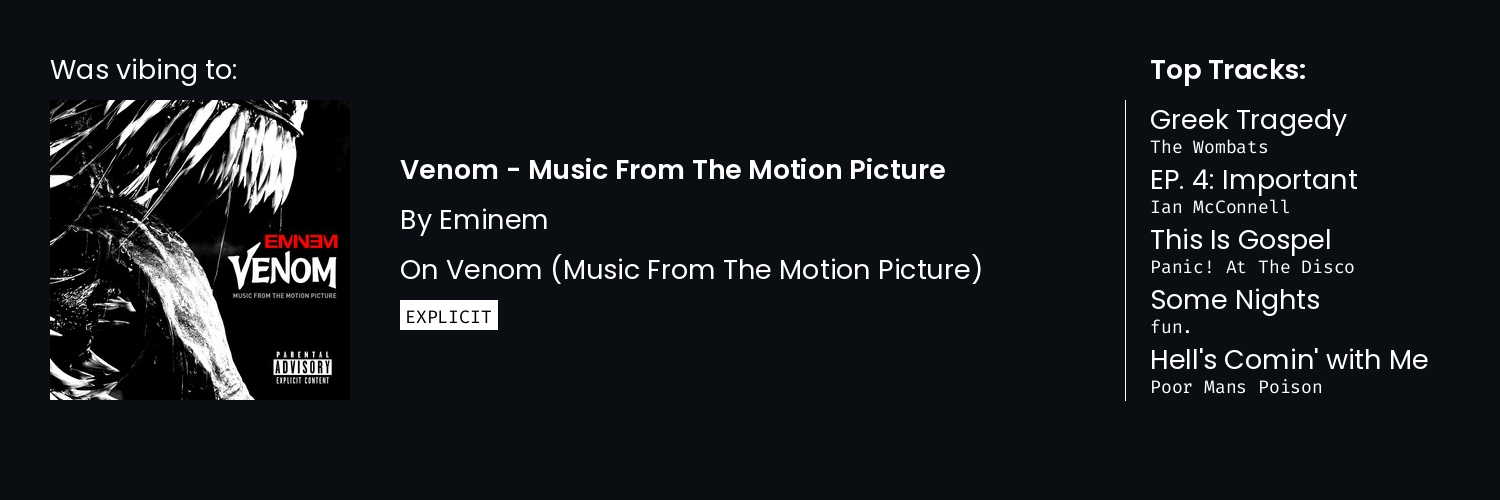 Was vibing to:
EMINEM
VENOM
MUSIC FROM THE MOTION PICTURE
PARENTAL
ADVISORY
EXPLICIT CONTENT
Venom - Music From The Motion Picture
By Eminem
On Venom (Music From The Motion Picture)
EXPLICIT
Top Tracks:
Greek Tragedy
The Wombats
EP. 4: Important
Ian McConnell
This Is Gospel
Panic! At The Disco
Some Nights
fun.
Hell's Comin' with Me
Poor Mans Poison